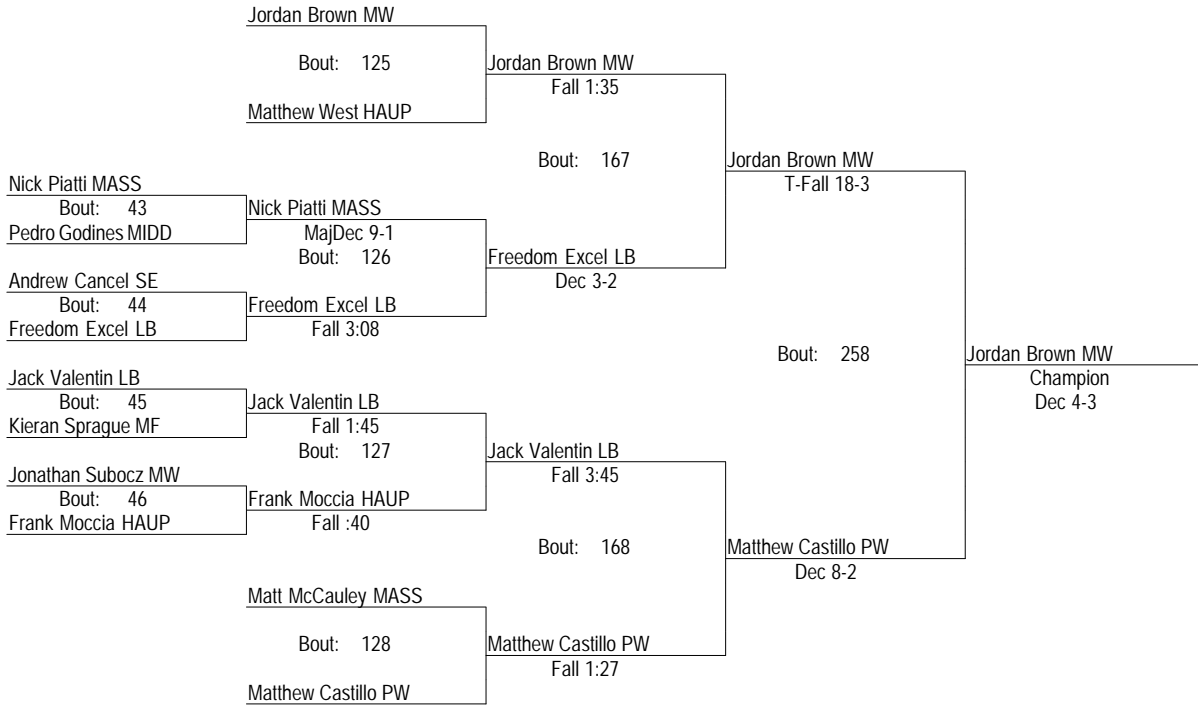 Jordan Brown MW
Bout: 125
Jordan Brown MW
Fall 1:35
Matthew West HAUP
Bout: 167
Jordan Brown MW
T-Fall 18-3
Nick Piatti MASS
Bout: 43
Nick Piatti MASS
Pedro Godines MIDD
MajDec 9-1
Bout: 126
Freedom Excel LB
Dec 3-2
Andrew Cancel SE
Bout: 44
Freedom Excel LB
Freedom Excel LB
Fall 3:08
Bout: 258
Jordan Brown MW
Champion
Dec 4-3
Jack Valentin LB
Bout: 45
Jack Valentin LB
Kieran Sprague MF
Fall 1:45
Bout: 127
Jack Valentin LB
Fall 3:45
Jonathan Subocz MW
Bout: 46
Frank Moccia HAUP
Frank Moccia HAUP
Fall :40
Bout: 168
Matthew Castillo PW
Dec 8-2
Matt McCauley MASS
Bout: 128
Matthew Castillo PW
Fall 1:27
Matthew Castillo PW